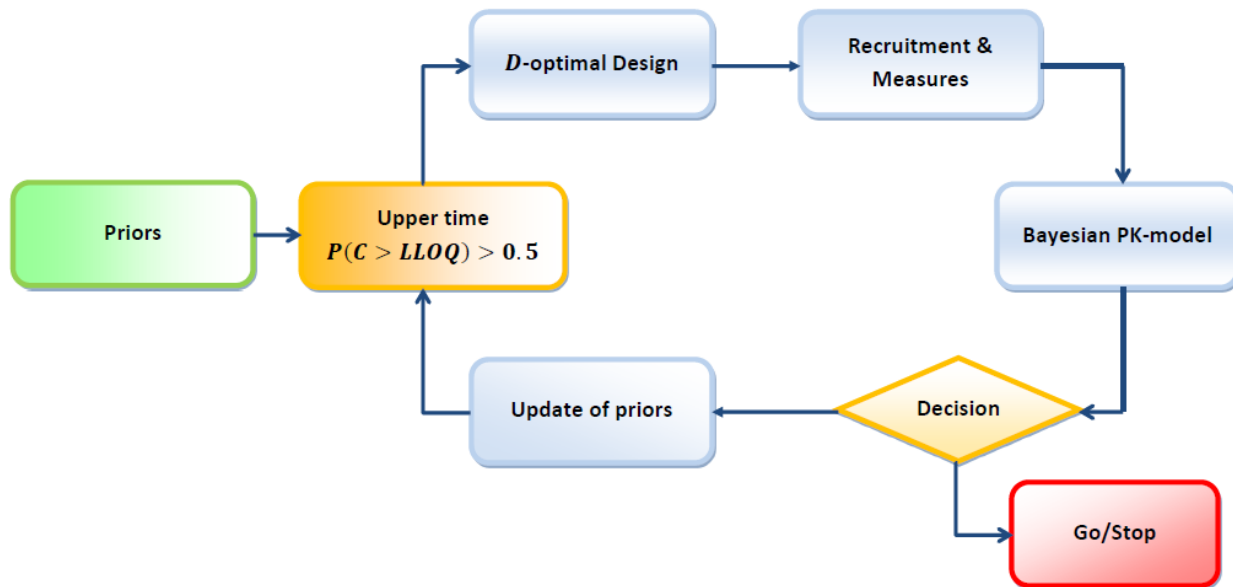 D-optimal Design
Recruitment &
Measures
Priors
Upper time
P(C > LLOQ) > 0.5
Bayesian PK-model
Update of priors
Decision
Go/Stop